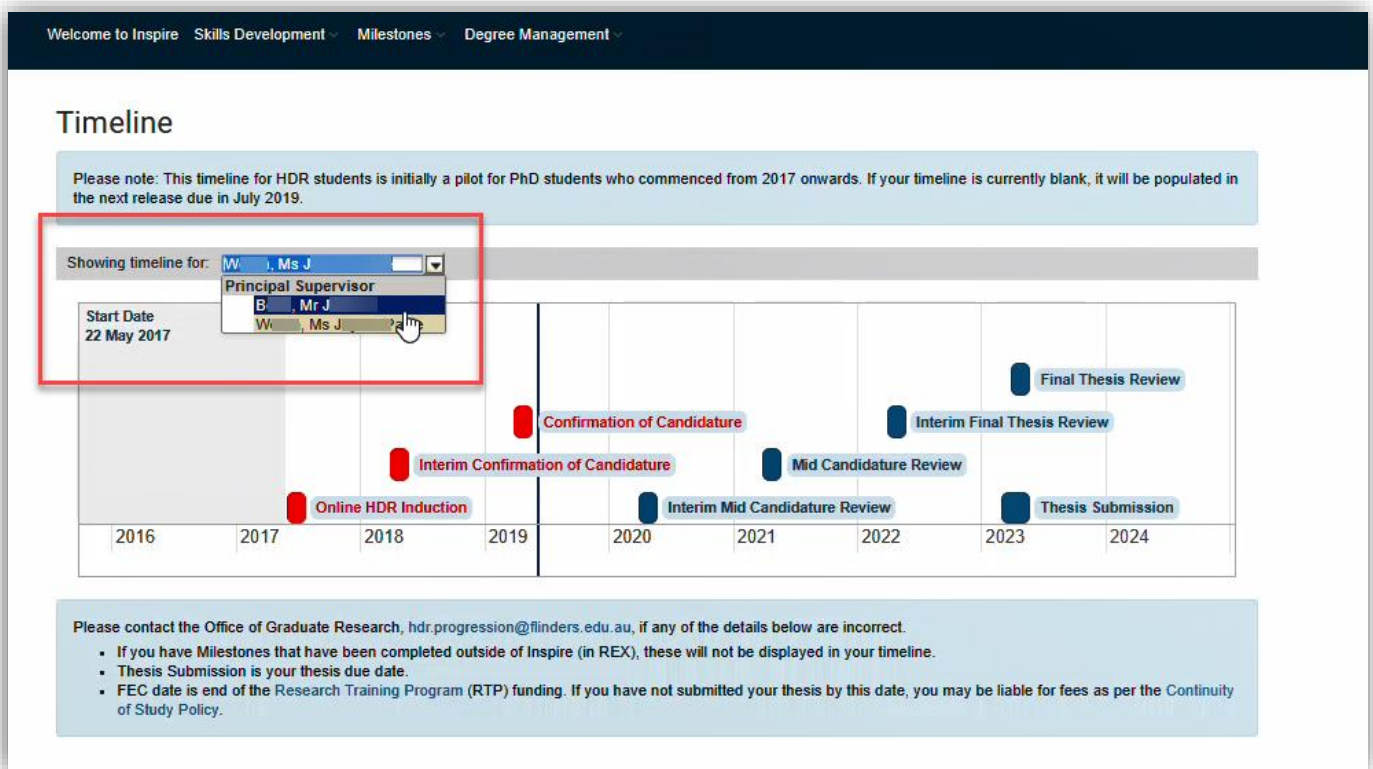 Welcome to Inspire Skills Development Milestones Degree Management
Timeline
Please note: This timeline for HDR students is initially a pilot for PhD students who commenced from 2017 onwards. If your timeline is currently blank, it will be populated in
the next release due in July 2019.
Showing timeline for: W , Ms J
Principal Supervisor
B , Mr J
W , Ms J
Start Date
22 May 2017
Final Thesis Review
Confirmation of Candidature Interim Final Thesis Review
Interim Confirmation of Candidature Mid Candidature Review
Online HDR Induction Interim Mid Candidature Review Thesis Submission
2016 2017 2018 2019 2020 2021 2022 2023 2024
Please contact the Office of Graduate Research, hdr.progression@flinders.edu.au, if any of the details below are incorrect.
• If you have Milestones that have been completed outside of Inspire (in REX), these will not be displayed in your timeline.
• Thesis Submission is your thesis due date.
• FEC date is end of the Research Training Program (RTP) funding. If you have not submitted your thesis by this date, you may be liable for fees as per the Continuity
of Study Policy.